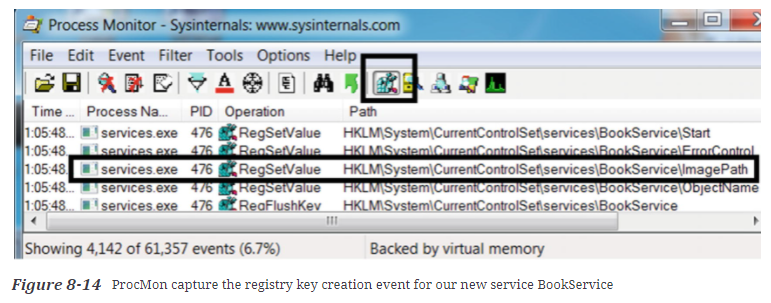 Process Monitor - Sysinternals: www.sysinternals.com
File Edit Event Filter Tools Options Help
Time ... Process Na... PID Operation Path
1:05:48... services.exe 476 RegSetValue HKLM\System\CurrentControlSet\services\BookService\Start
1:05:48... services.exe 476 RegSetValue HKLM\System\CurrentControlSet\services\BookService\ErrorControl
1:05:48... services.exe 476 RegSetValue HKLM\System\CurrentControlSet\services\BookService\ImagePath
1:05:48... services.exe 476 RegSetValue HKLM\System\CurrentControlSet\services\BookService\ObjectName
1:05:48... services.exe 476 RegFlushKey HKLM\System\CurrentControlSet\services\BookService
Showing 4,142 of 61,357 events (6.7%) Backed by virtual memory
Figure 8-14 ProcMon capture the registry key creation event for our new service BookService